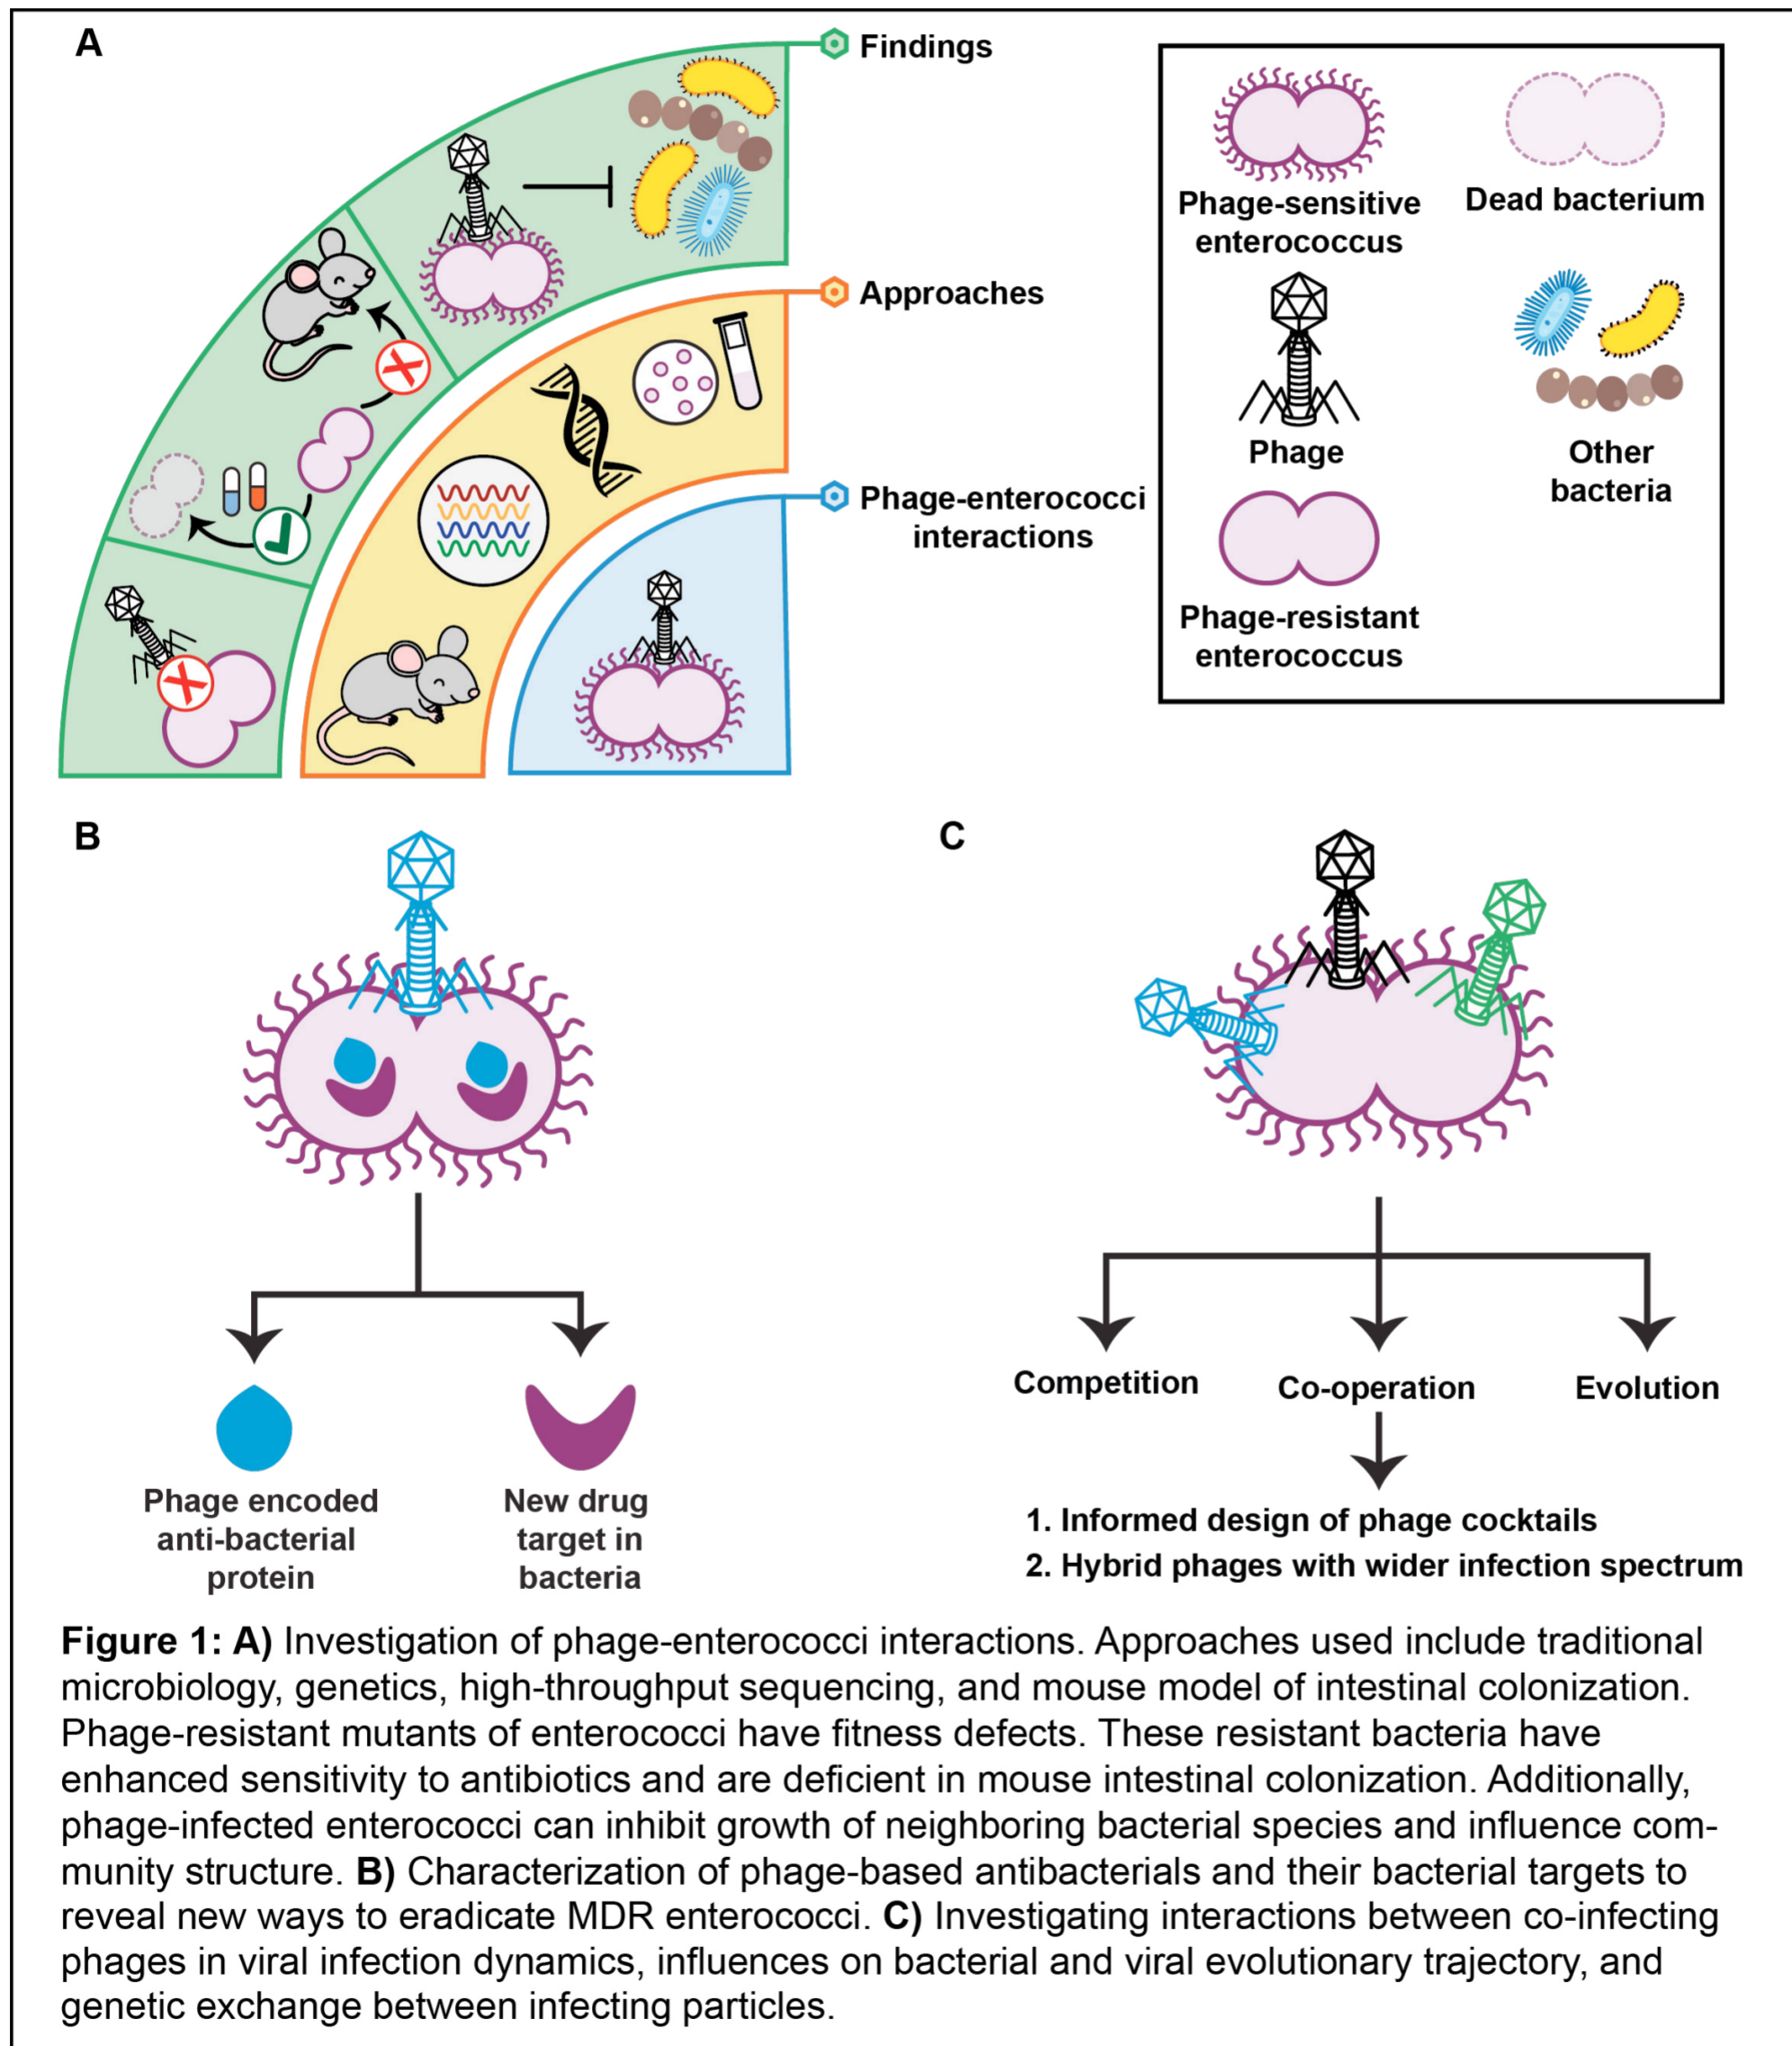 A
Findings
Approaches
Phage-enterococci
interactions
Phage-sensitive
enterococcus
Dead bacterium
Phage
Other
bacteria
Phage-resistant
enterococcus
B
Phage encoded
anti-bacterial
protein
New drug
target in
bacteria
C
Competition
Co-operation
Evolution
1. Informed design of phage cocktails
2. Hybrid phages with wider infection spectrum
Figure 1: A) Investigation of phage-enterococci interactions. Approaches used include traditional
microbiology, genetics, high-throughput sequencing, and mouse model of intestinal colonization.
Phage-resistant mutants of enterococci have fitness defects. These resistant bacteria have
enhanced sensitivity to antibiotics and are deficient in mouse intestinal colonization. Additionally,
phage-infected enterococci can inhibit growth of neighboring bacterial species and influence com-
munity structure. B) Characterization of phage-based antibacterials and their bacterial targets to
reveal new ways to eradicate MDR enterococci. C) Investigating interactions between co-infecting
phages in viral infection dynamics, influences on bacterial and viral evolutionary trajectory, and
genetic exchange between infecting particles.